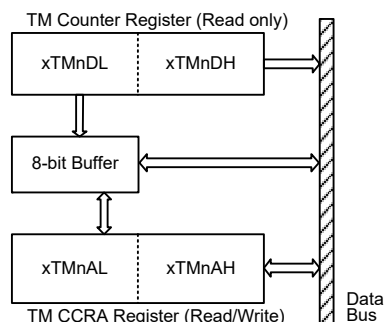 TM Counter Register (Read only)
xTMnDL
xTMnDH
8-bit Buffer
xTMnAL
xTMnAH
TM CCRA Register (Read/Write)
Data
Bus